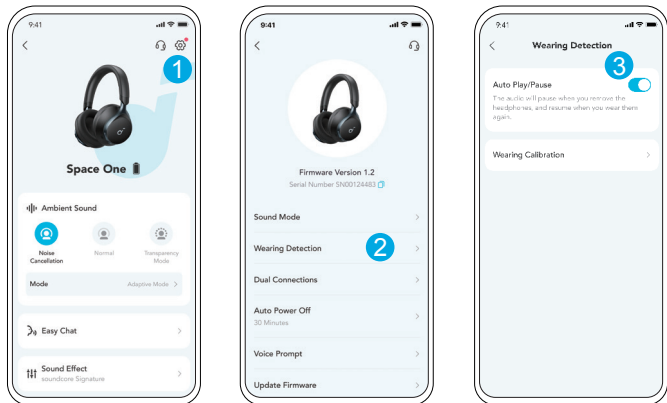 9:41
1
Space One
Ambient Sound
Noise Cancellation
Normal
Transparency Mode
Mode
Adaptive Mode
Easy Chat
Sound Effect
soundcore Signature
9:41
Firmware Version 1.2
Serial Number SN00124483
Sound Mode
Wearing Detection
2
Dual Connections
Auto Power Off
30 Minutes
Voice Prompt
Update Firmware
9:41
Wearing Detection
3
Auto Play/Pause
The audio will pause when you remove the
headphones, and resume when you wear them
again.
Wearing Calibration